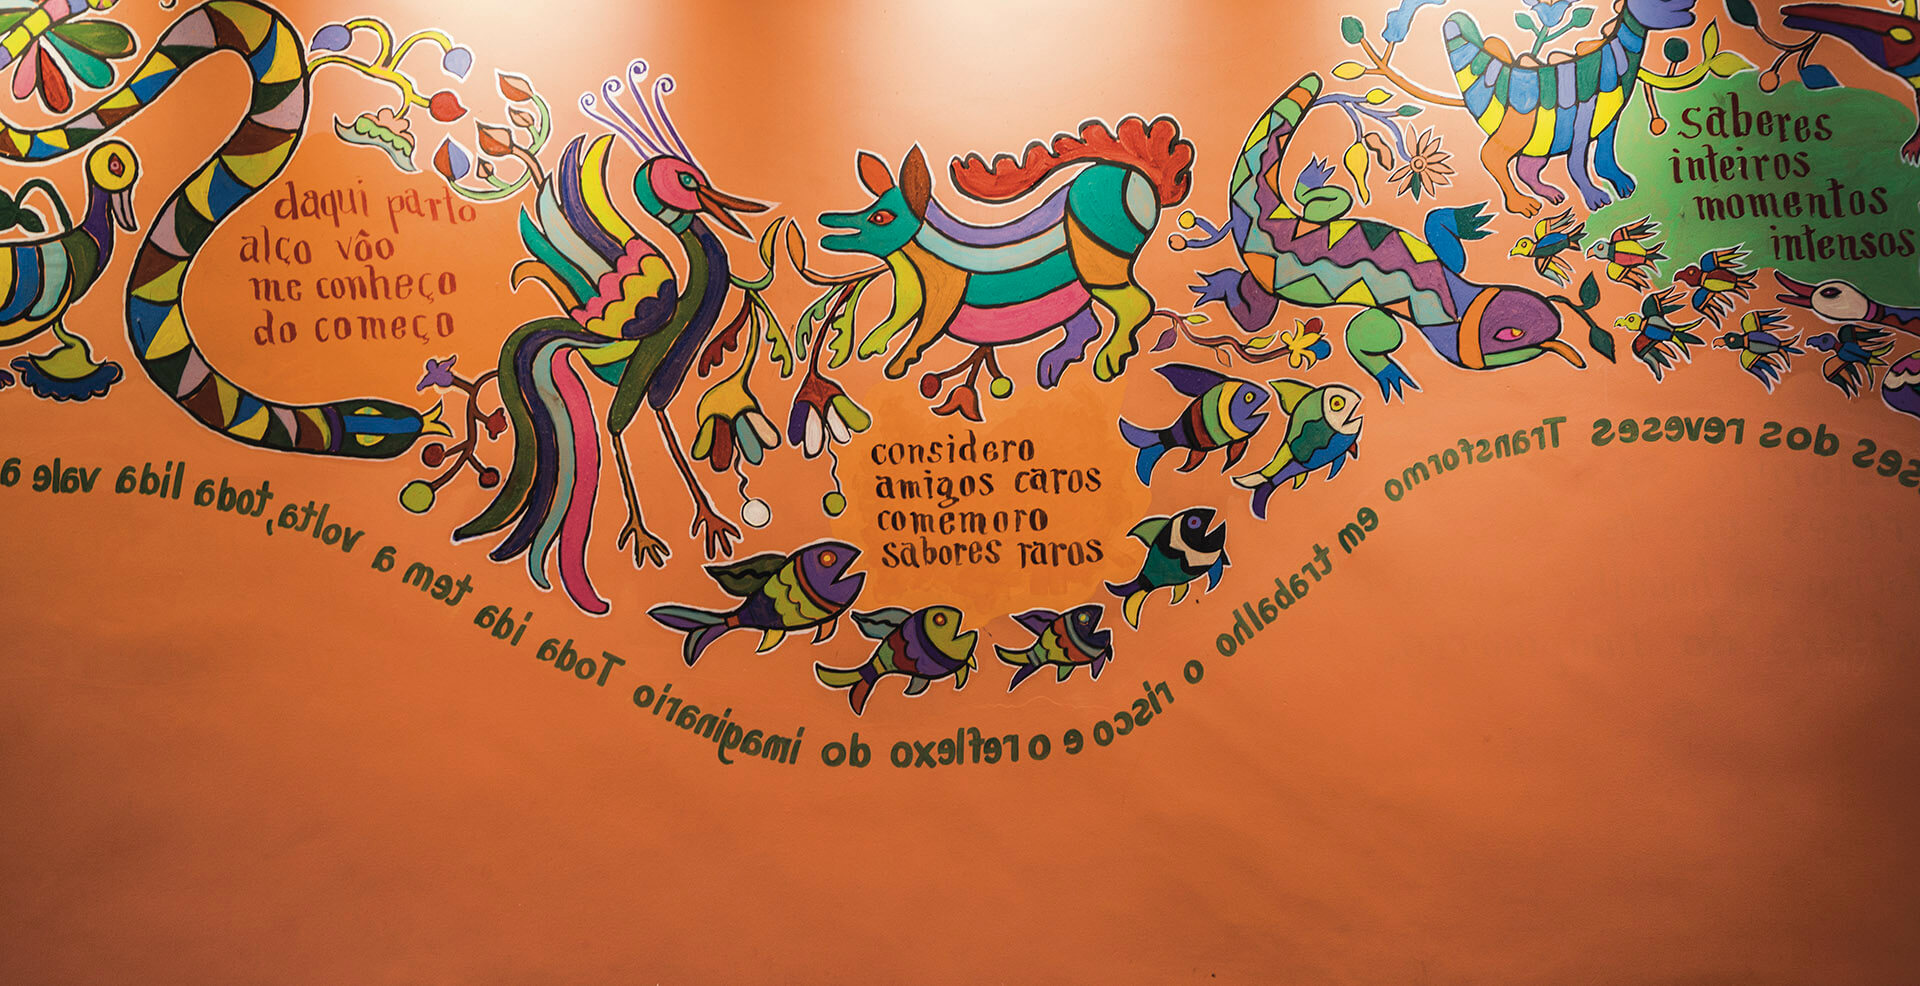 daqui parto
alço vôo
me conheço
do começo
considero
amigos caros
comemoro
sabores raros
saberes
inteiros
momentos
intensos
ses dos reveses Transformo em trabalho o risco e o reflexo do imaginario Toda ida tem a volta, toda lida vale a